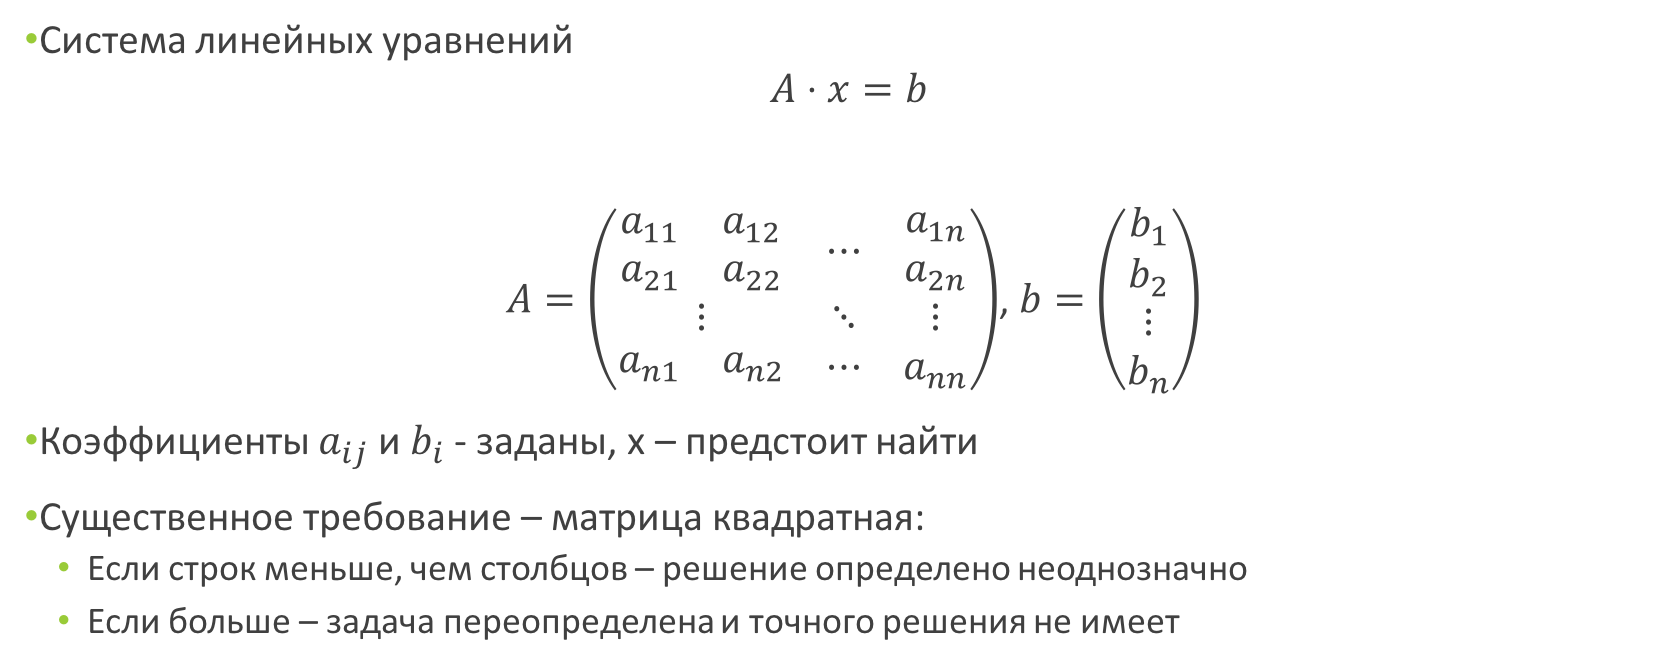 •Система линейных уравнений
A · x = b
A = ( a₁₁ a₁₂ … a₁ₙ
a₂₁ a₂₂ a₂ₙ
⋮ ⋱ ⋮
aₙ₁ aₙ₂ … aₙₙ ), b = ( b₁
b₂
⋮
bₙ )
•Коэффициенты aᵢⱼ и bᵢ - заданы, x – предстоит найти
•Существенное требование – матрица квадратная:
• Если строк меньше, чем столбцов – решение определено неоднозначно
• Если больше – задача переопределена и точного решения не имеет